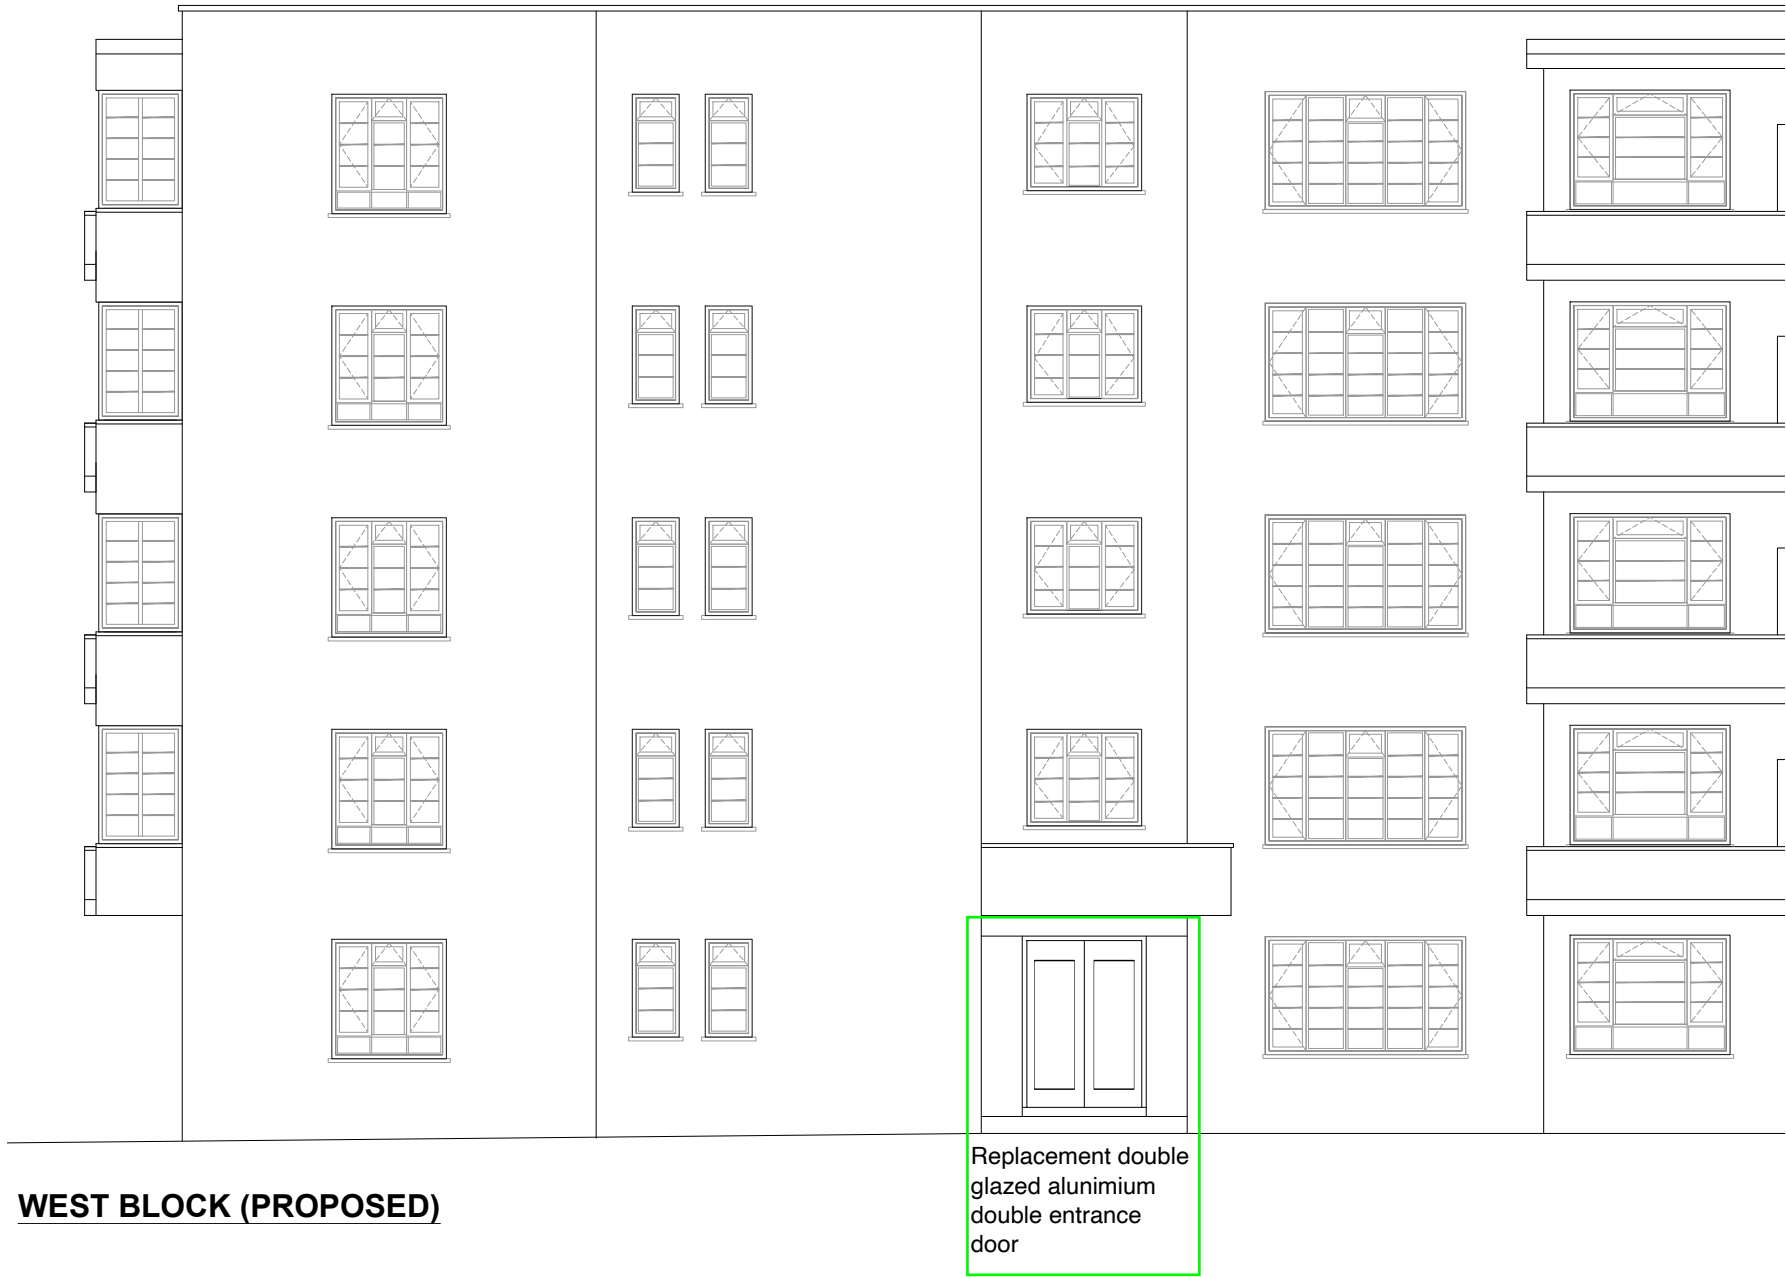 Replacement double
glazed alunimium
double entrance
door
WEST BLOCK (PROPOSED)